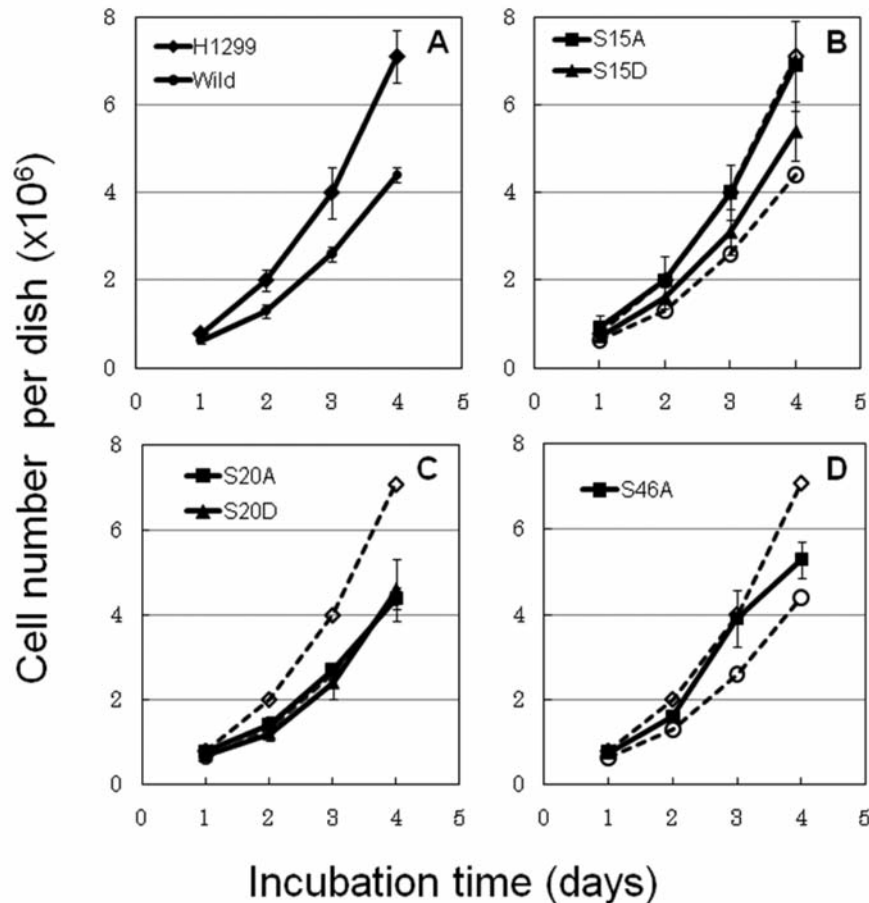 Cell number per dish (x10⁶)
8
6
4
2
0
0 1 2 3 4 5
H1299
Wild
A
8
6
4
2
0
0 1 2 3 4 5
S15A
S15D
B
8
6
4
2
0
0 1 2 3 4 5
S20A
S20D
C
8
6
4
2
0
0 1 2 3 4 5
S46A
D
Incubation time (days)